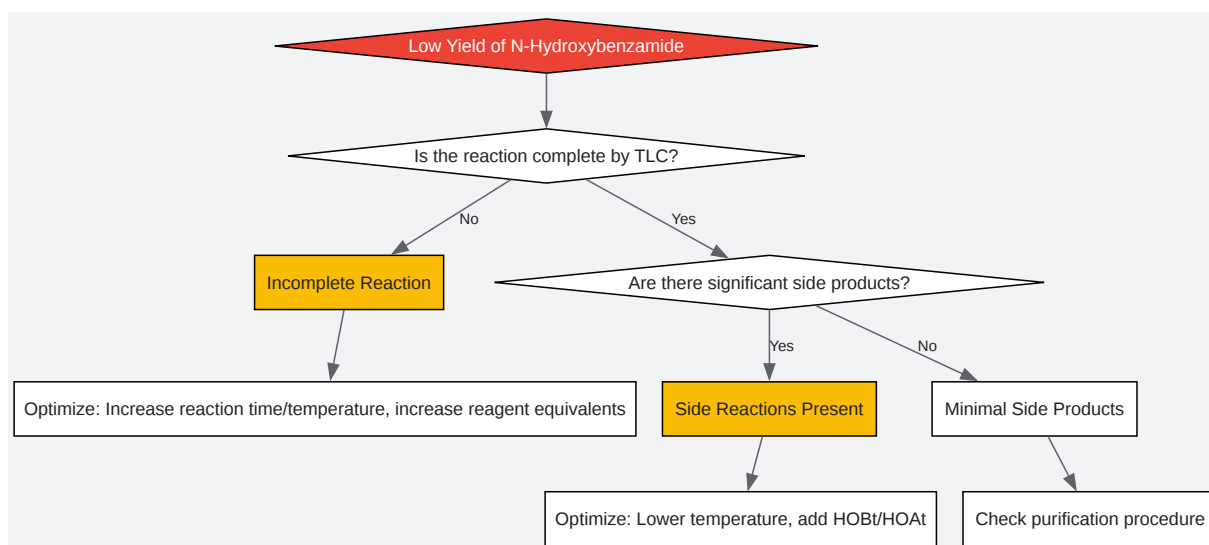 Low Yield of N-Hydroxybenzamide
Is the reaction complete by TLC?
No
Yes
Incomplete Reaction
Are there significant side products?
Yes
No
Optimize: Increase reaction time/temperature, increase reagent equivalents
Side Reactions Present
Minimal Side Products
Optimize: Lower temperature, add HOBt/HOAt
Check purification procedure